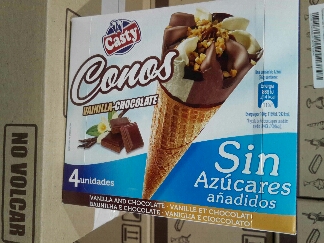 Casty
Conos
VAINILLA-CHOCOLATE
4 unidades
Sin
Azúcares
añadidos
VANILLA AND CHOCOLATE - VANILLE ET CHOCOLAT
BAUNILHA E CHOCOLATE - VANIGLIA E CIOCCOLATO
NO VOLCAR